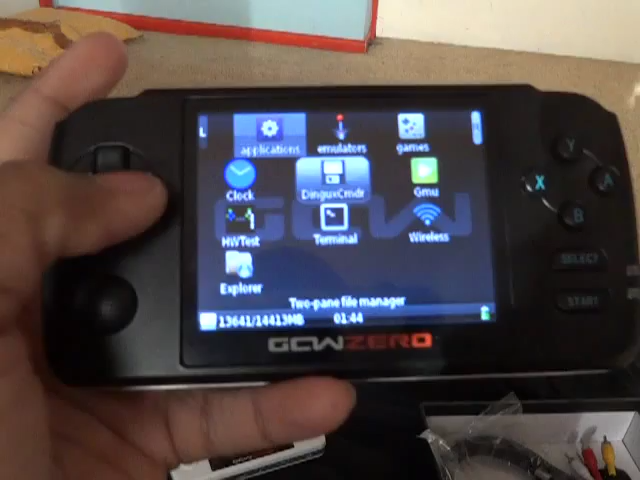 L R
applications emulators games
Clock DinguxCmdr Gmu
HWTest Terminal Wireless
Explorer
GCW
Two-pane file manager
13641/14413MB 01:44
GCWZERO
Y
X A
B
SELECT
START